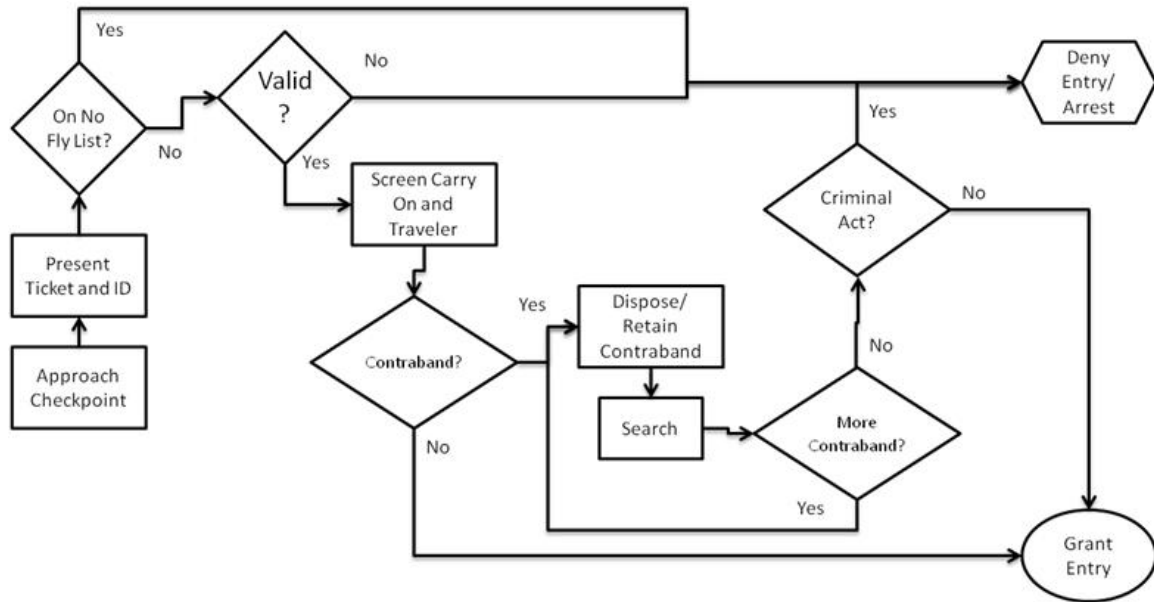 Yes
On No
Fly List?
No
Valid
?
No
Yes
Deny
Entry/
Arrest
Screen Carry
On and
Traveler
Yes
Criminal
Act?
No
Present
Ticket and ID
Approach
Checkpoint
Contraband?
Yes
No
Dispose/
Retain
Contraband
Search
No
More
Contraband?
Yes
Grant
Entry